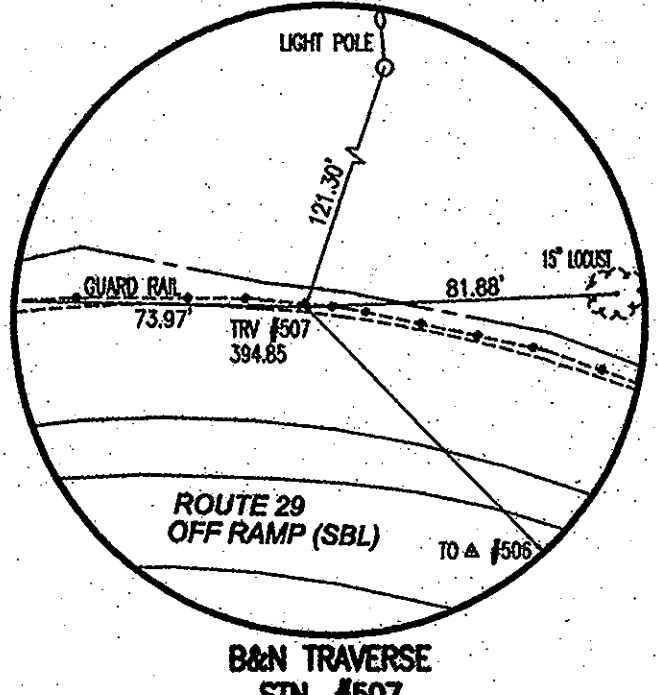 LIGHT POLE
121.30'
15" LOCUST
GUARD RAIL
81.88'
73.97'
TRV #507
394.85
ROUTE 29
OFF RAMP (SBL)
TO △ #506
B&N TRAVERSE
STN. #507